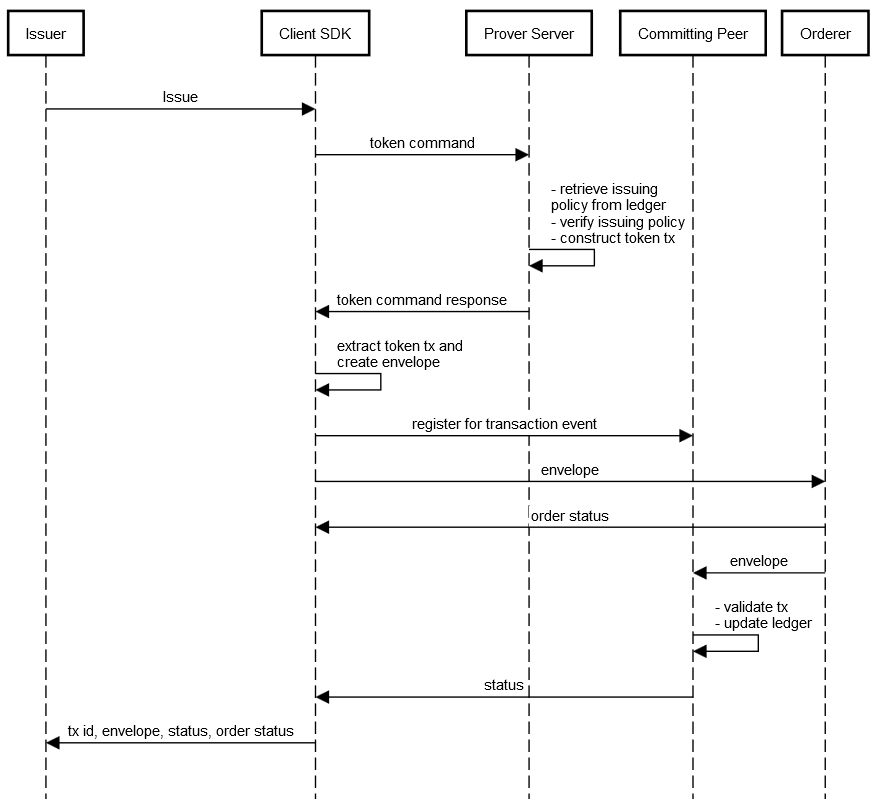 Issuer
Client SDK
Prover Server
Committing Peer
Orderer
Issue
token command
- retrieve issuing
policy from ledger
- verify issuing policy
- construct token tx
token command response
extract token tx and
create envelope
register for transaction event
envelope
order status
envelope
- validate tx
- update ledger
status
tx id, envelope, status, order status